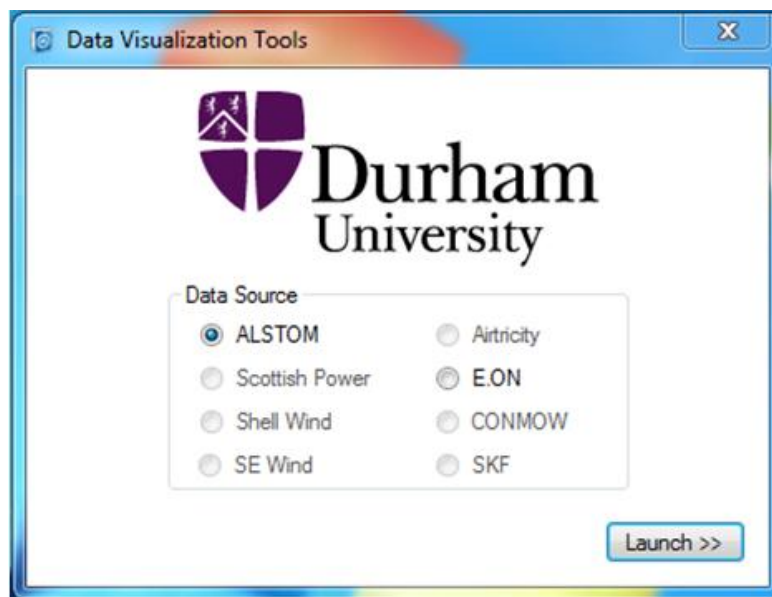 Data Visualization Tools
Durham
University
Data Source
ALSTOM
Airtricity
Scottish Power
E.ON
Shell Wind
CONMOW
SE Wind
SKF
Launch >>